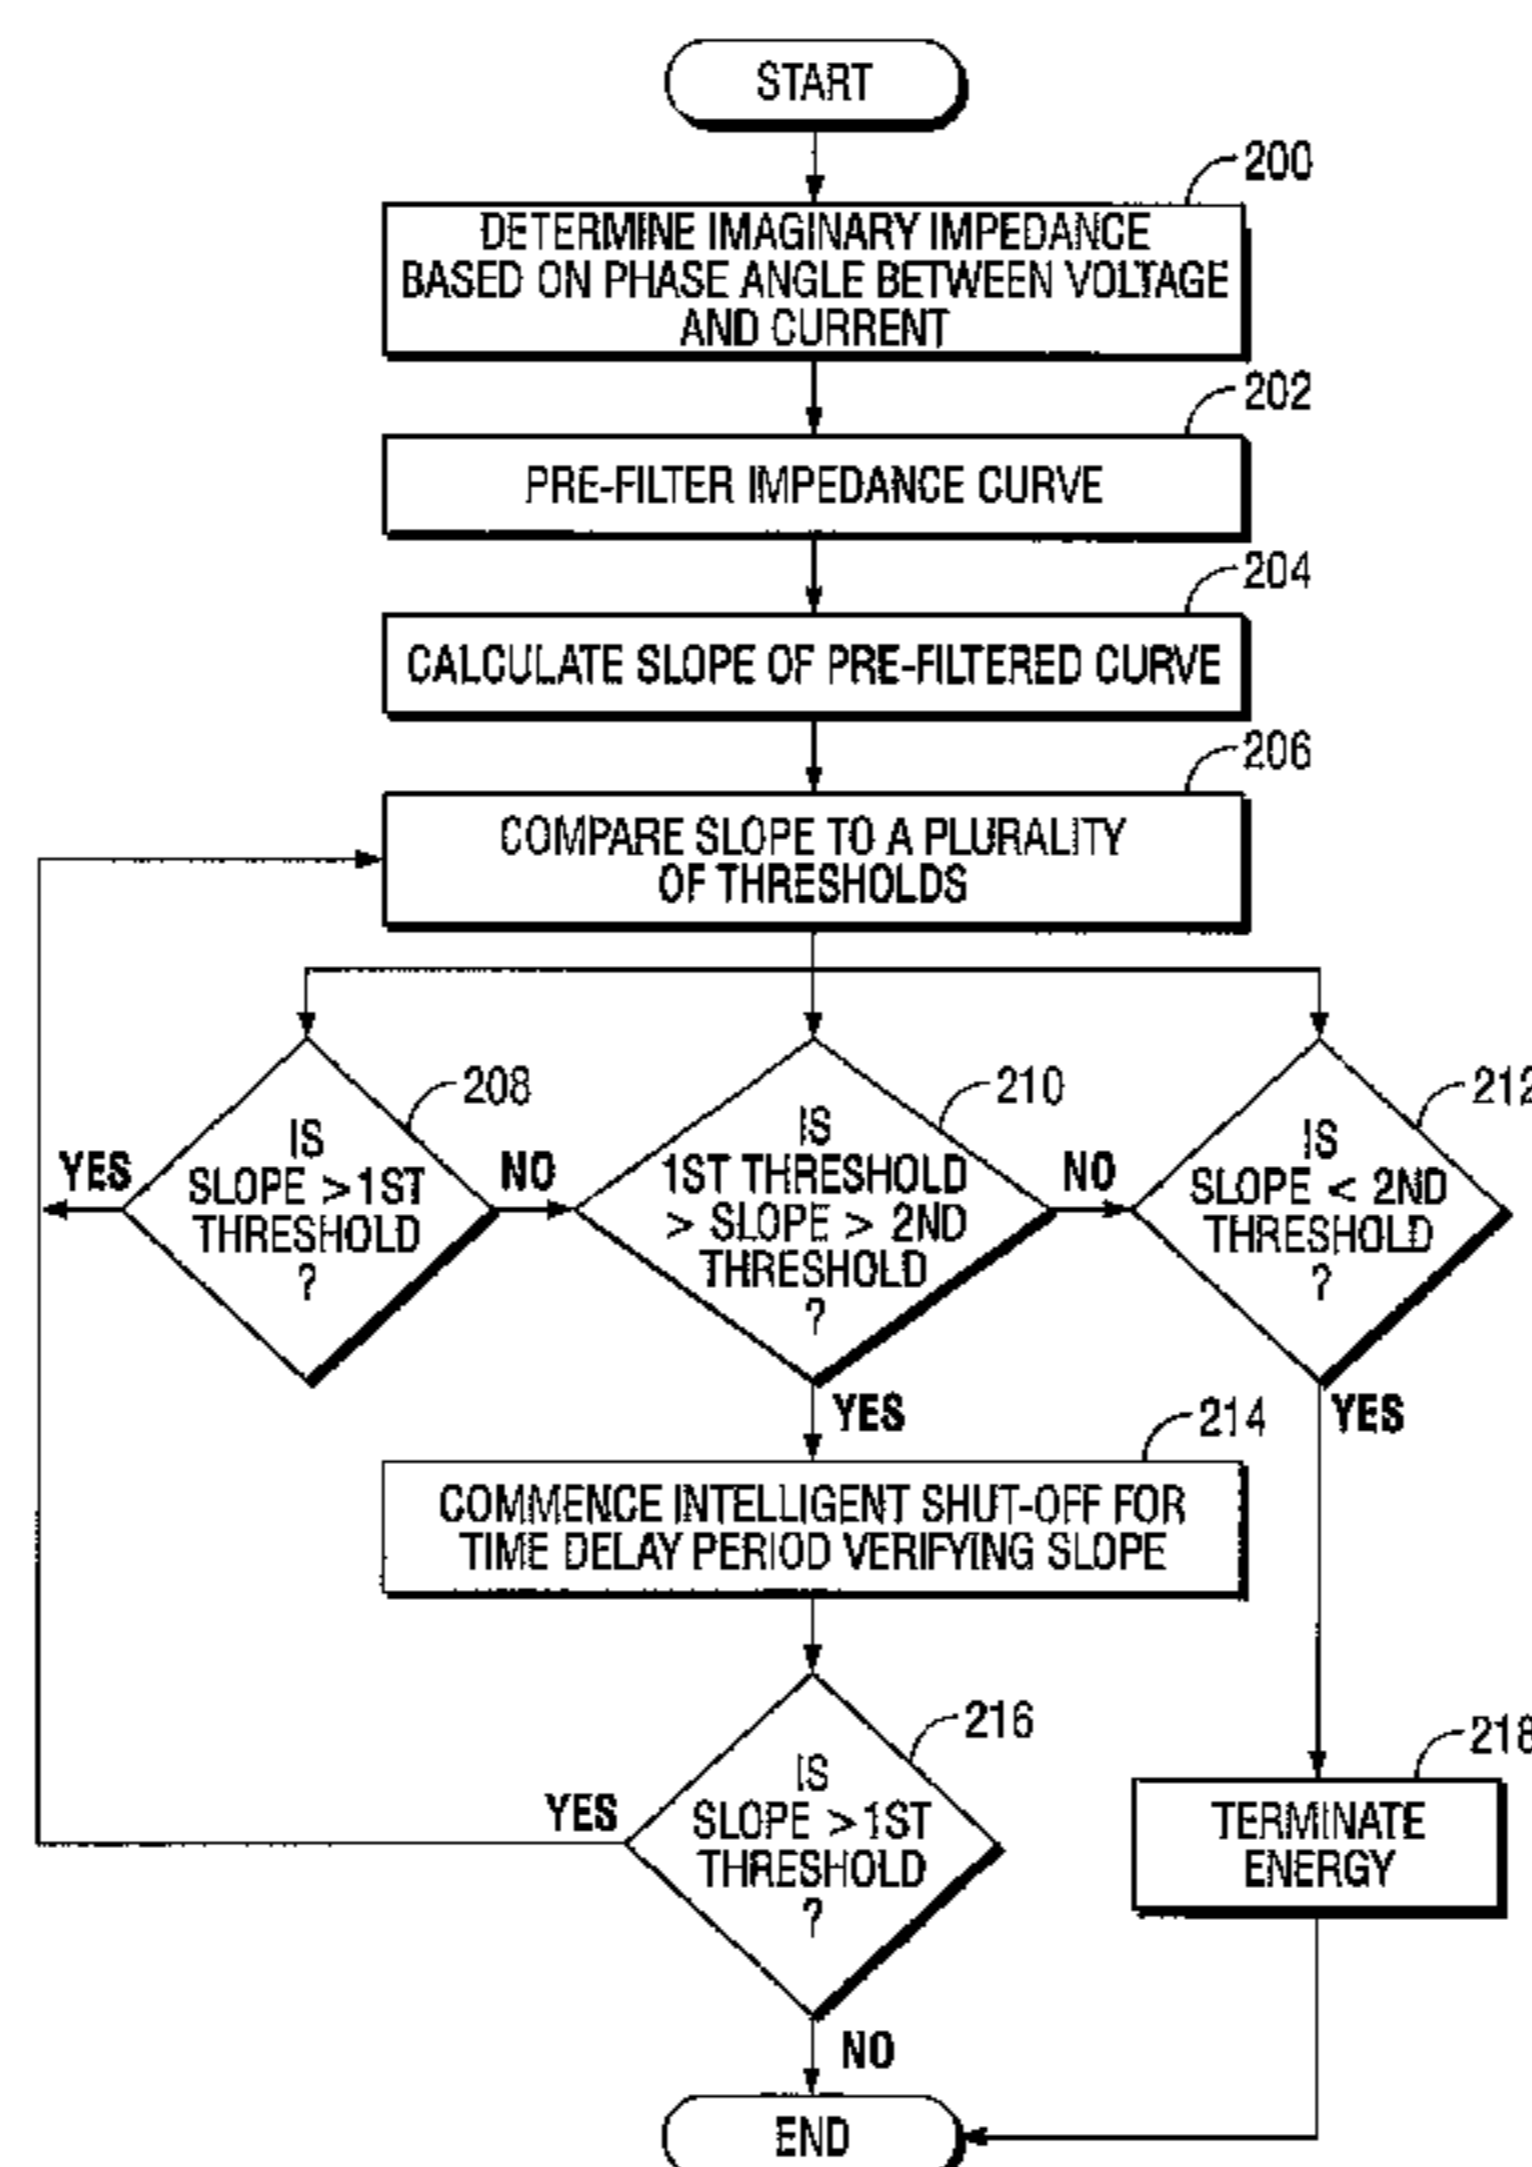 START
200
DETERMINE IMAGINARY IMPEDANCE
BASED ON PHASE ANGLE BETWEEN VOLTAGE
AND CURRENT
202
PRE-FILTER IMPEDANCE CURVE
204
CALCULATE SLOPE OF PRE-FILTERED CURVE
206
COMPARE SLOPE TO A PLURALITY
OF THRESHOLDS
208
IS
SLOPE > 1ST
THRESHOLD
?
YES
NO
210
IS
1ST THRESHOLD
> SLOPE > 2ND
THRESHOLD
?
NO
YES
212
IS
SLOPE < 2ND
THRESHOLD
?
YES
214
COMMENCE INTELLIGENT SHUT-OFF FOR
TIME DELAY PERIOD VERIFYING SLOPE
216
IS
SLOPE > 1ST
THRESHOLD
?
YES
NO
218
TERMINATE
ENERGY
END